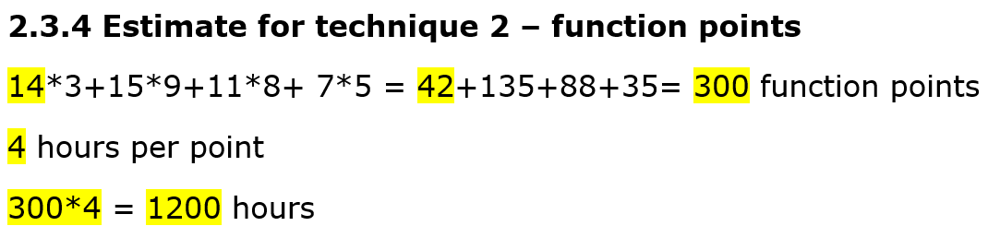 2.3.4 Estimate for technique 2 – function points
14*3+15*9+11*8+ 7*5 = 42+135+88+35= 300 function points
4 hours per point
300*4 = 1200 hours